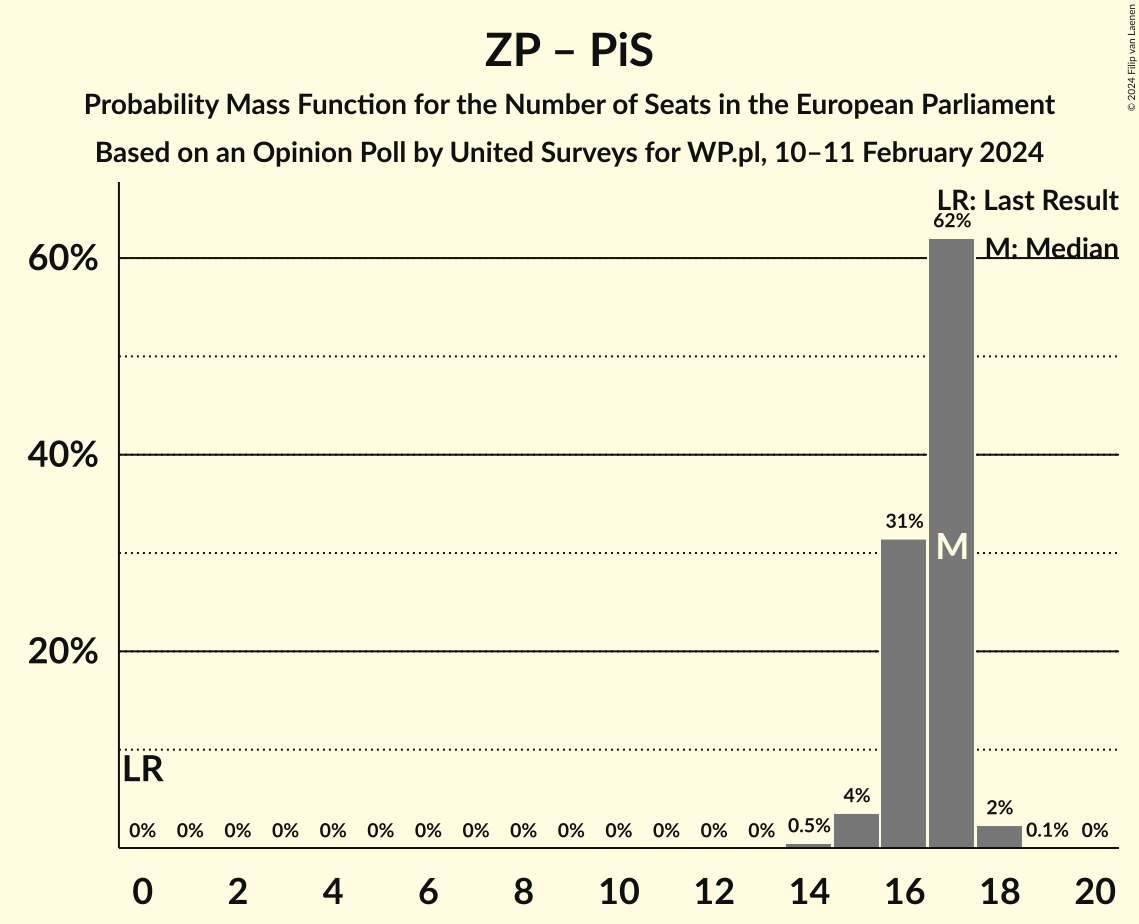 ZP – PiS
Probability Mass Function for the Number of Seats in the European Parliament
Based on an Opinion Poll by United Surveys for WP.pl, 10–11 February 2024
© 2024 Filip van Laenen
LR: Last Result
M: Median
62%
60%
40%
31%
M
20%
LR
4%
2%
0% 0% 0% 0% 0% 0% 0% 0% 0% 0% 0% 0% 0% 0% 0.5% 0.1% 0%
0 2 4 6 8 10 12 14 16 18 20